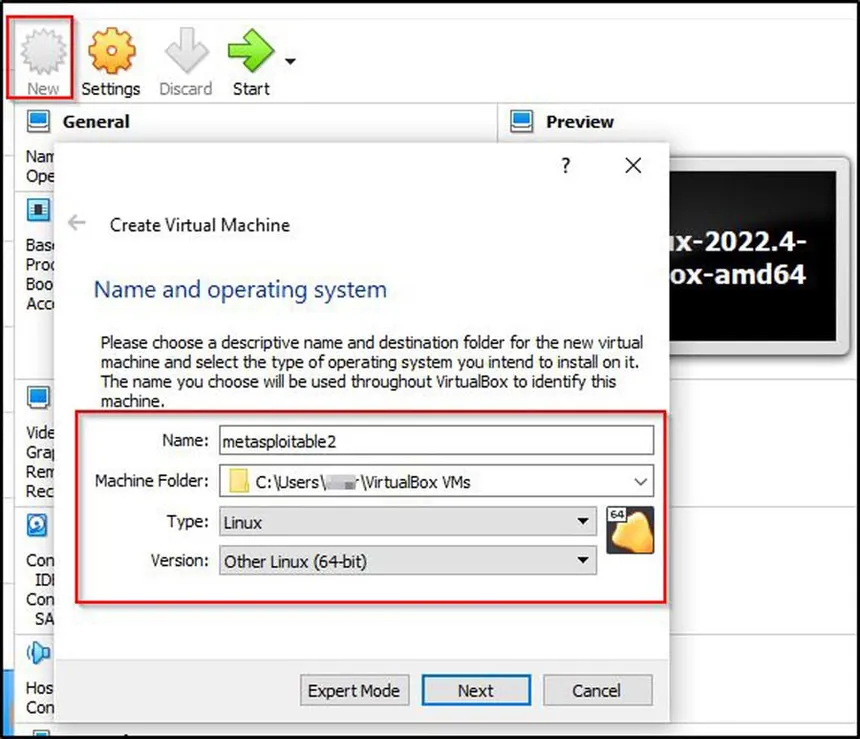 New Settings Discard Start
General Preview
?
Create Virtual Machine
Name and operating system
Please choose a descriptive name and destination folder for the new virtual
machine and select the type of operating system you intend to install on it.
The name you choose will be used throughout VirtualBox to identify this
machine.
Name: metasploitable2
Machine Folder: C:\Users\ r\VirtualBox VMs
Type: Linux
64
Version: Other Linux (64-bit)
Expert Mode Next Cancel
Nam
Ope
Base
Proc
Boo
Acce
Vide
Grap
Rem
Rec
Con
IDE
Con
SA
Hos
Con
ux-2022.4-
ox-amd64